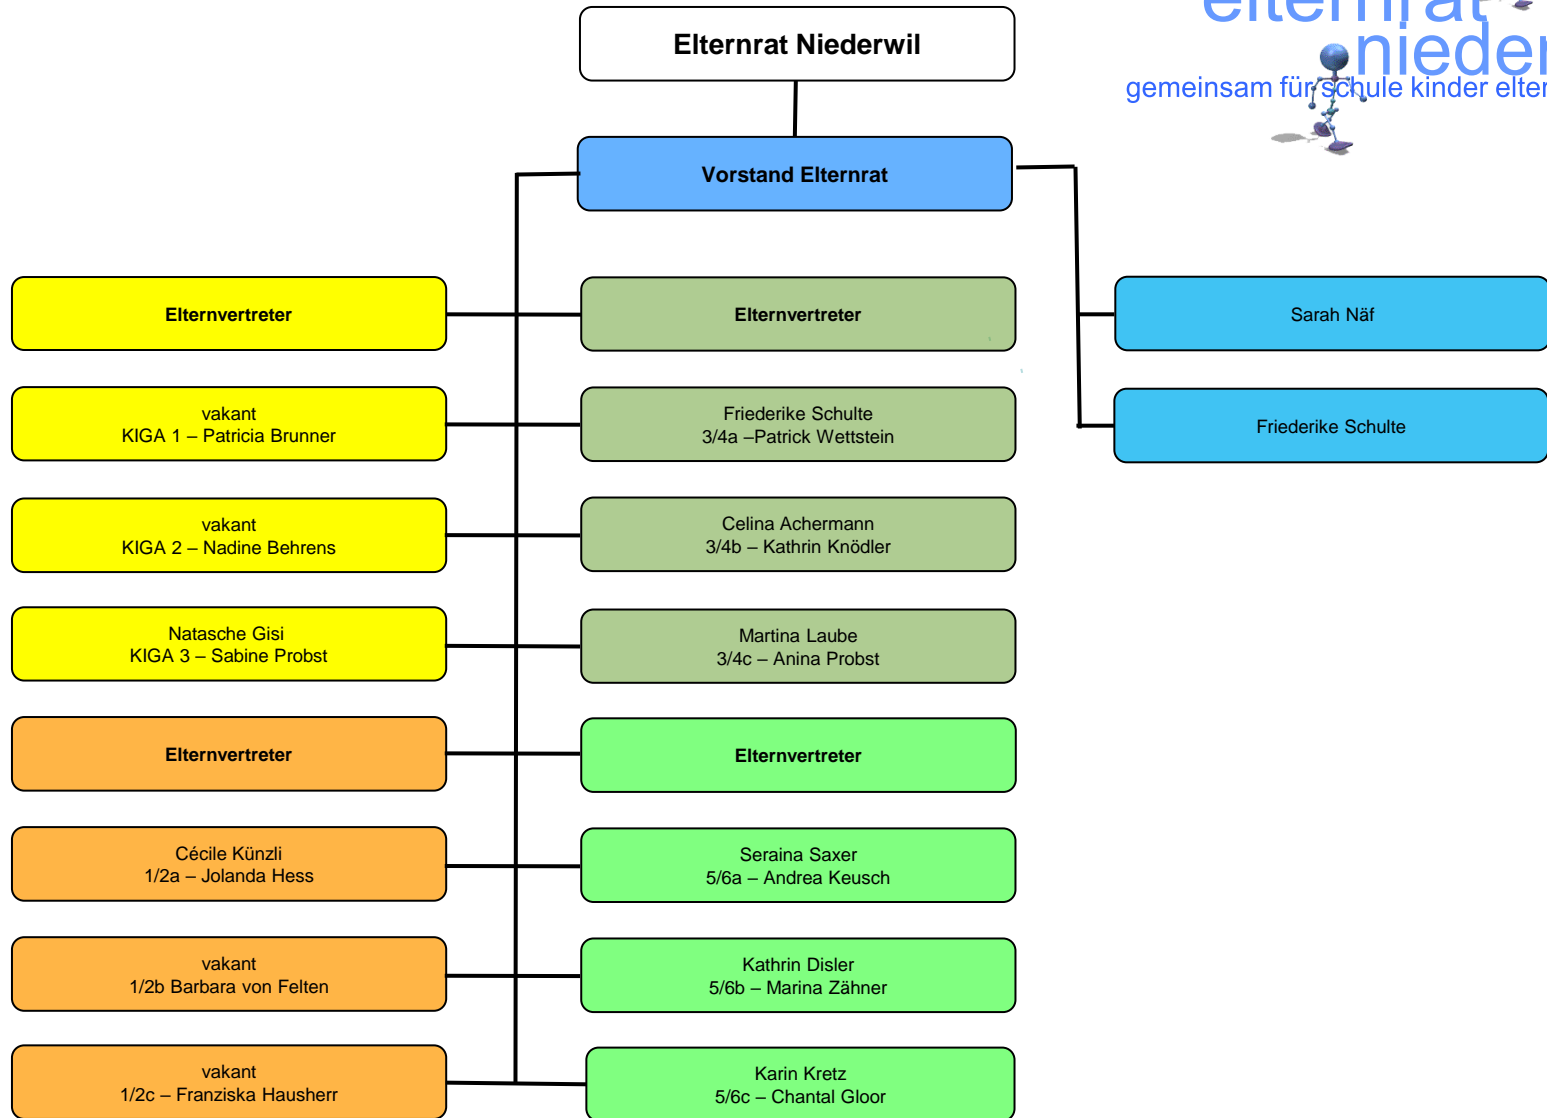 elternrat
nieder
gemeinsam für schule kinder elter
Elternrat Niederwil
Vorstand Elternrat
Elternvertreter
vakant
KIGA 1 – Patricia Brunner
vakant
KIGA 2 – Nadine Behrens
Natasche Gisi
KIGA 3 – Sabine Probst
Elternvertreter
Cécile Künzli
1/2a – Jolanda Hess
vakant
1/2b Barbara von Felten
vakant
1/2c – Franziska Hausherr
Elternvertreter
Friederike Schulte
3/4a –Patrick Wettstein
Celina Achermann
3/4b – Kathrin Knödler
Martina Laube
3/4c – Anina Probst
Elternvertreter
Seraina Saxer
5/6a – Andrea Keusch
Kathrin Disler
5/6b – Marina Zähner
Karin Kretz
5/6c – Chantal Gloor
Sarah Näf
Friederike Schulte